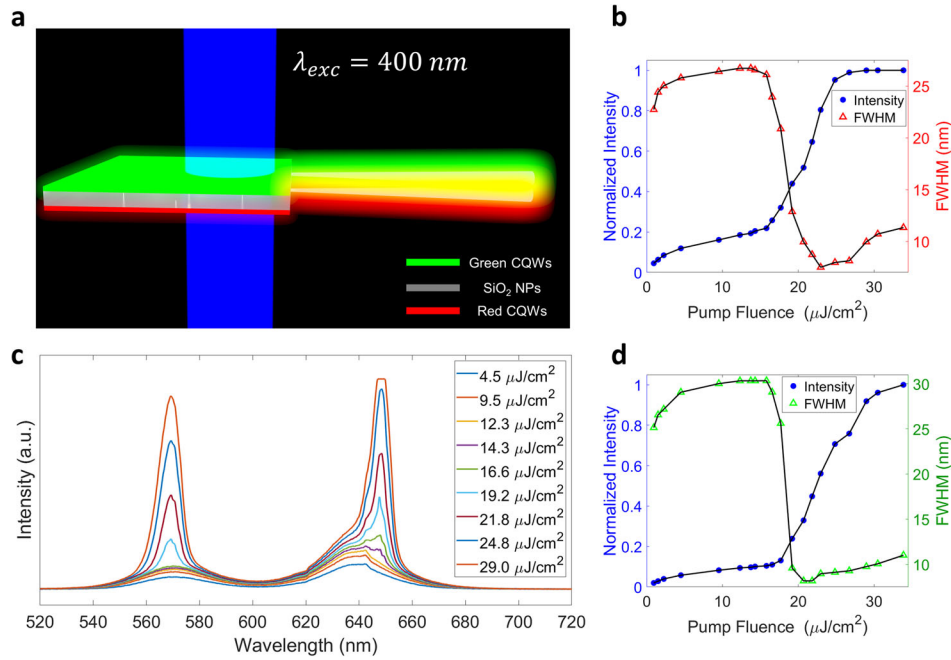 a
λexc = 400 nm
Green CQWs
SiO2 NPs
Red CQWs
b
Normalized Intensity
1
0.8
0.6
0.4
0.2
0
Intensity
FWHM
25
20
15
10
FWHM (nm)
0 10 20 30
Pump Fluence (μJ/cm2)
c
Intensity (a.u.)
4.5 μJ/cm2
9.5 μJ/cm2
12.3 μJ/cm2
14.3 μJ/cm2
16.6 μJ/cm2
19.2 μJ/cm2
21.8 μJ/cm2
24.8 μJ/cm2
29.0 μJ/cm2
520 540 560 580 600 620 640 660 680 700 720
Wavelength (nm)
d
Normalized Intensity
1
0.8
0.6
0.4
0.2
0
Intensity
FWHM
30
25
20
15
10
FWHM (nm)
0 10 20 30
Pump Fluence (μJ/cm2)